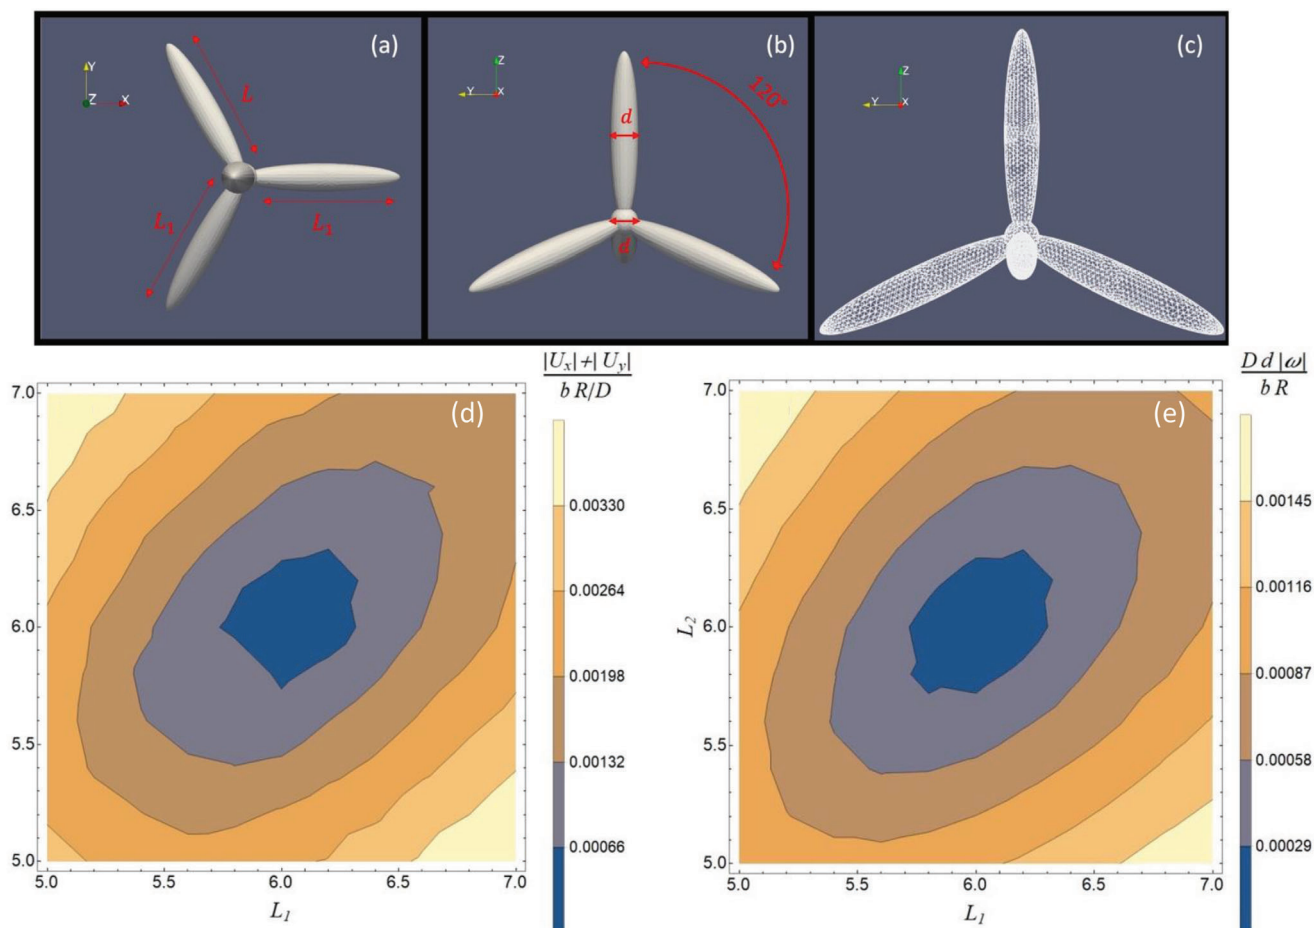 (a)
Y
Z
X
L
L₁
L₁
(b)
Z
Y
X
d
d
120°
(c)
Z
Y
X
|Uₓ|+|U_y|
b R/D
(d)
7.0
6.5
6.0
5.5
5.0
5.0
5.5
6.0
6.5
7.0
L₁
0.00330
0.00264
0.00198
0.00132
0.00066
D d |ω|
b R
(e)
7.0
6.5
6.0
5.5
5.0
L₂
5.0
5.5
6.0
6.5
7.0
L₁
0.00145
0.00116
0.00087
0.00058
0.00029